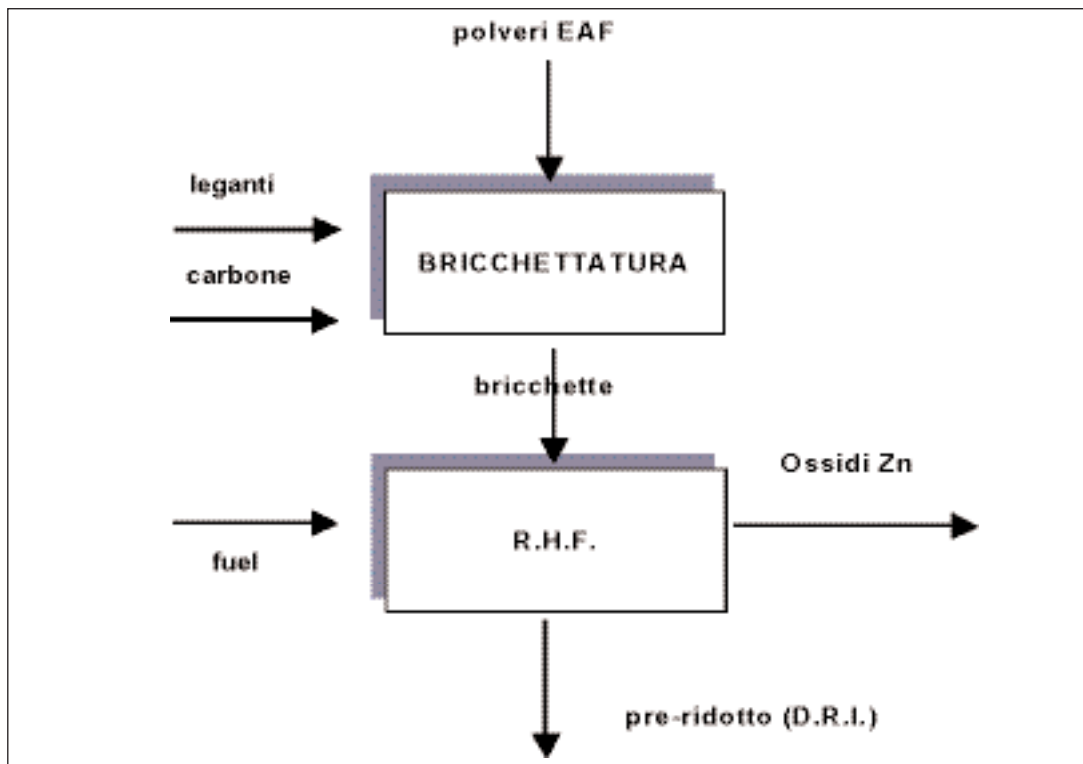 polveri EAF
leganti
BRICCHETTATURA
carbone
bricchette
Ossidi Zn
R.H.F.
fuel
pre-ridotto (D.R.I.)